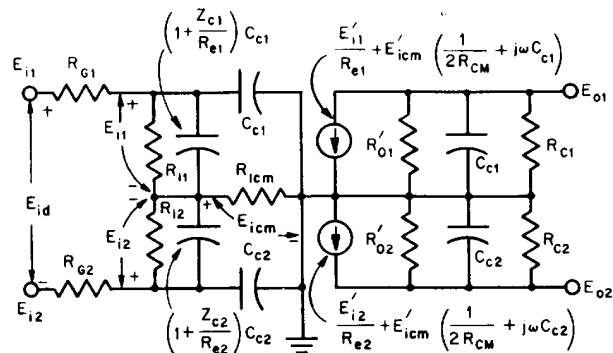 (1 + Z_c1/R_e1) C_c1
E′_i1/R_e1 + E′_icm (1/2R_CM + jωC_c1)
E_i1
R_G1
+
+
C_c1
E_o1
E_i1
R_i1
R′_O1
C_c1
R_C1
R_Icm
−
−
+
E_id
R_I2
E_icm
−
E_i2
R′_O2
R_C2
R_G2
C_c2
C_c2
−
+
E_i2
E_o2
(1 + Z_c2/R_e2) C_c2
E′_i2/R_e2 + E′_icm (1/2R_CM + jωC_c2)